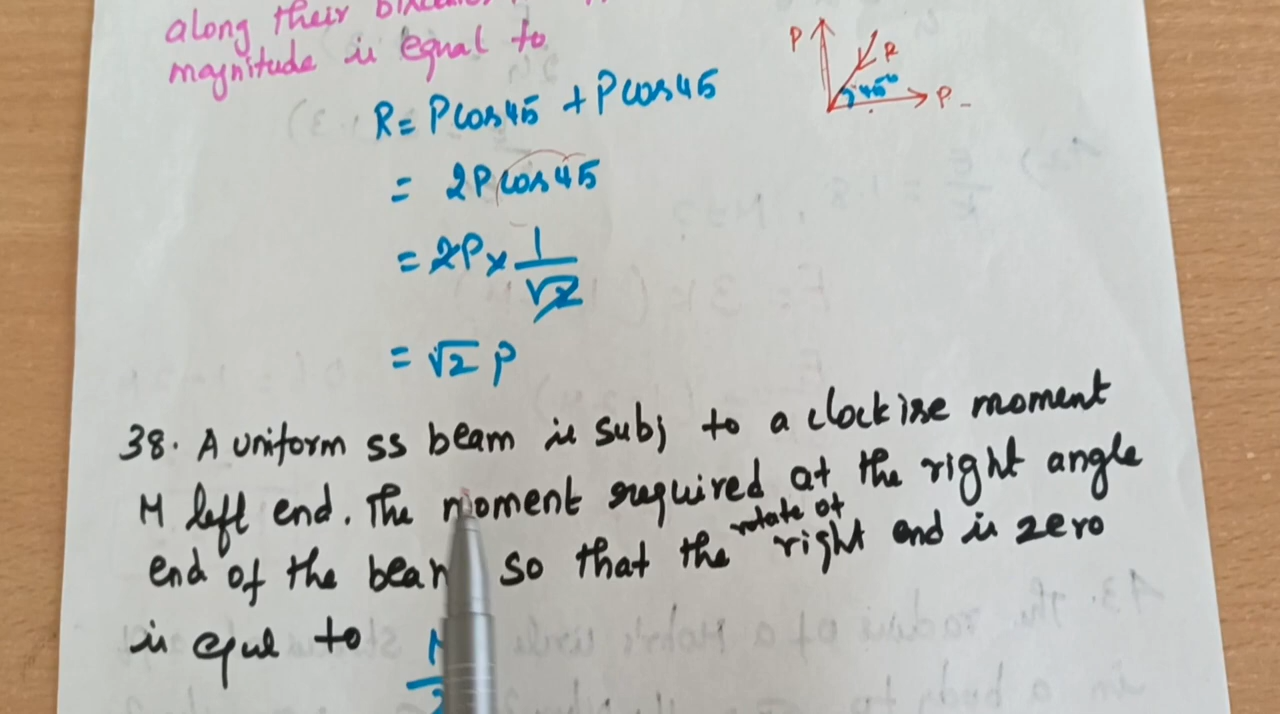 along their
magnitude is equal to
P
R
45°
P
R = P cos 45 + P cos 45
= 2P cos 45
= 2P x 1/√2
= √2 P
38. A uniform ss beam is subj to a clockise moment
M left end. The moment required at the right angle
end of the beam so that the rotate of right end is zero
is eque to M